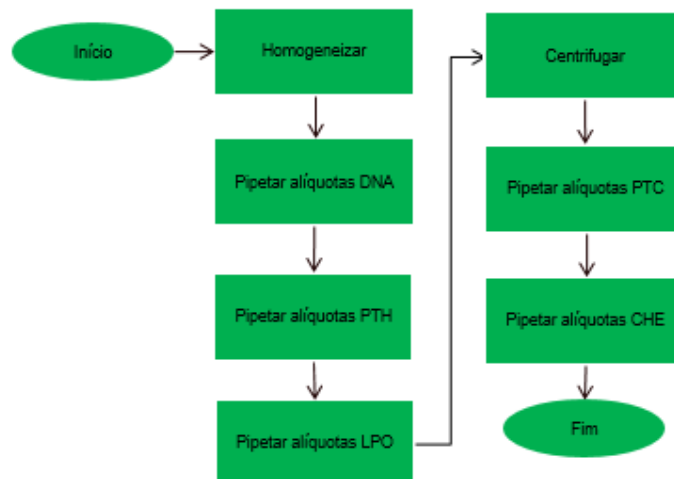 Início
Homogeneizar
Pipetar alíquotas DNA
Pipetar alíquotas PTH
Pipetar alíquotas LPO
Centrifugar
Pipetar alíquotas PTC
Pipetar alíquotas CHE
Fim